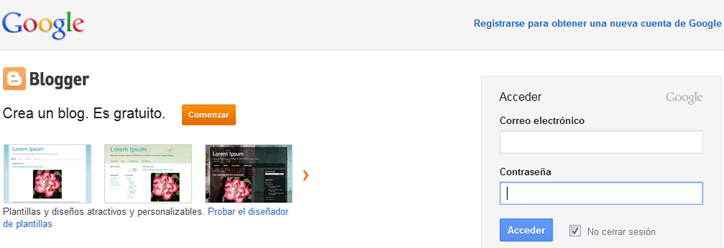 Google
Registrarse para obtener una nueva cuenta de Google
Blogger
Crea un blog. Es gratuito.
Comenzar
Lorem Ipsum
Lorem Ipsum
Lorem Ipsum
Plantillas y diseños atractivos y personalizables. Probar el diseñador
de plantillas
Acceder
Google
Correo electrónico
Contraseña
Acceder
No cerrar sesión